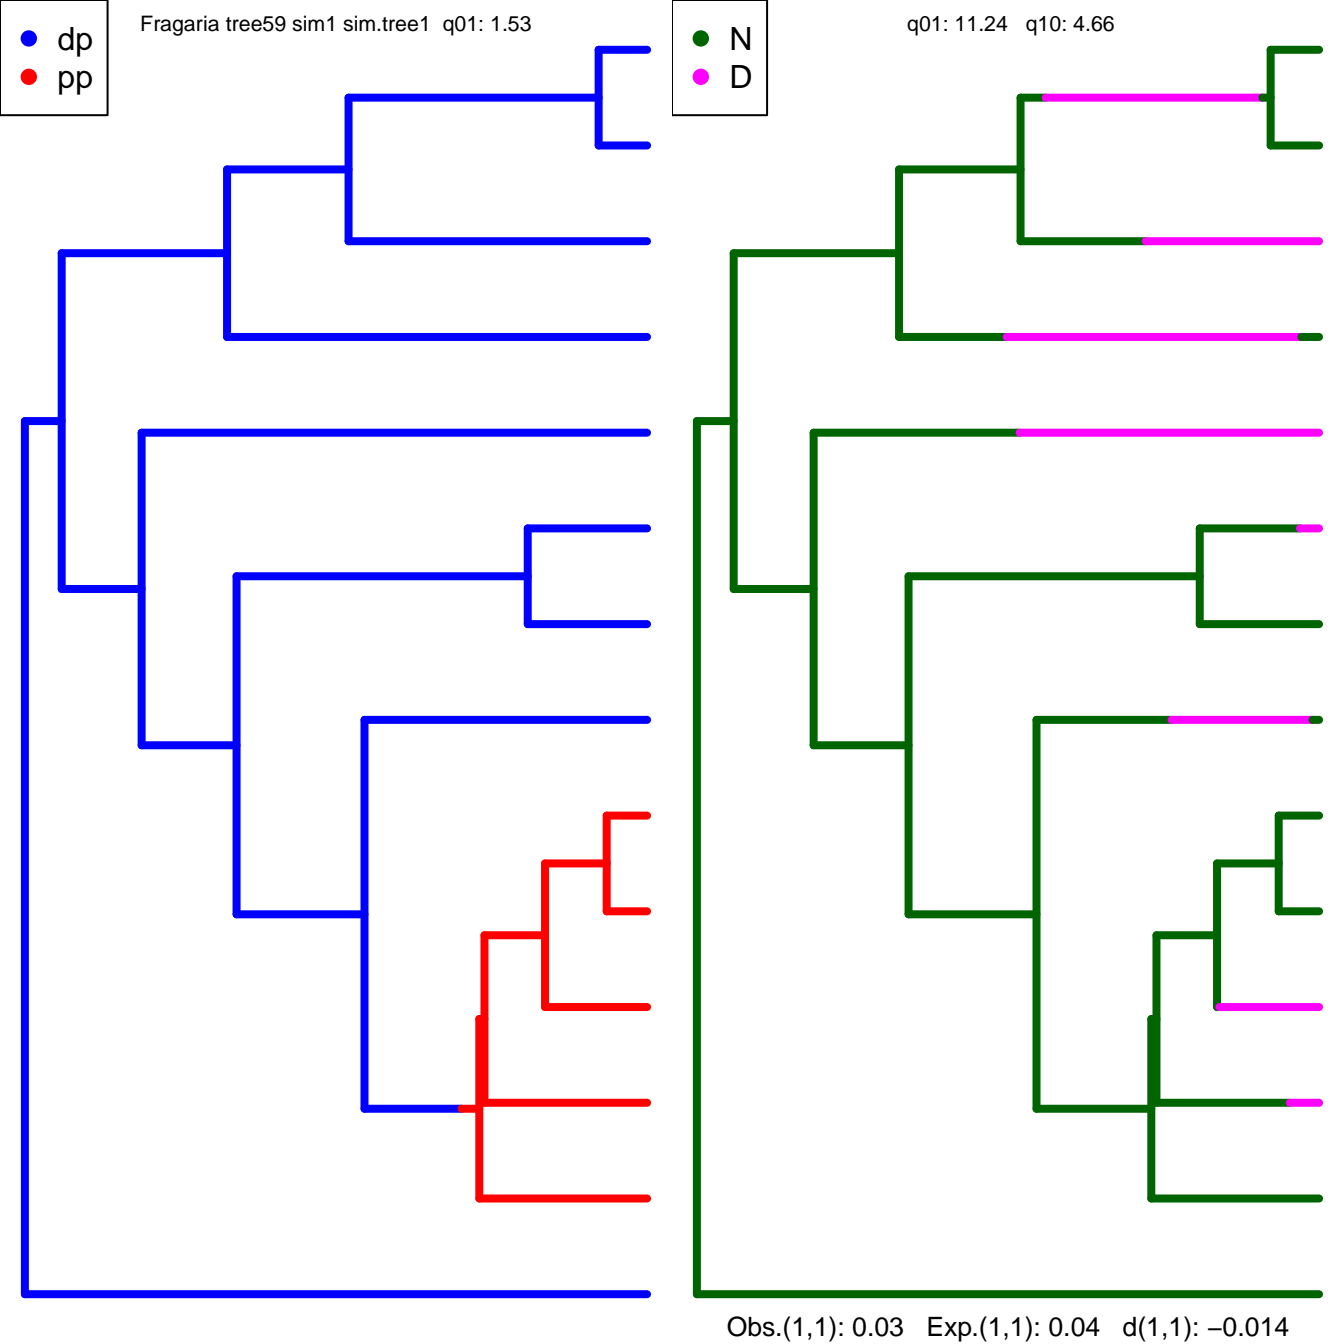 Fragaria tree59 sim1 sim.tree1 q01: 1.53
dp
pp
q01: 11.24 q10: 4.66
N
D
Obs.(1,1): 0.03 Exp.(1,1): 0.04 d(1,1): −0.014